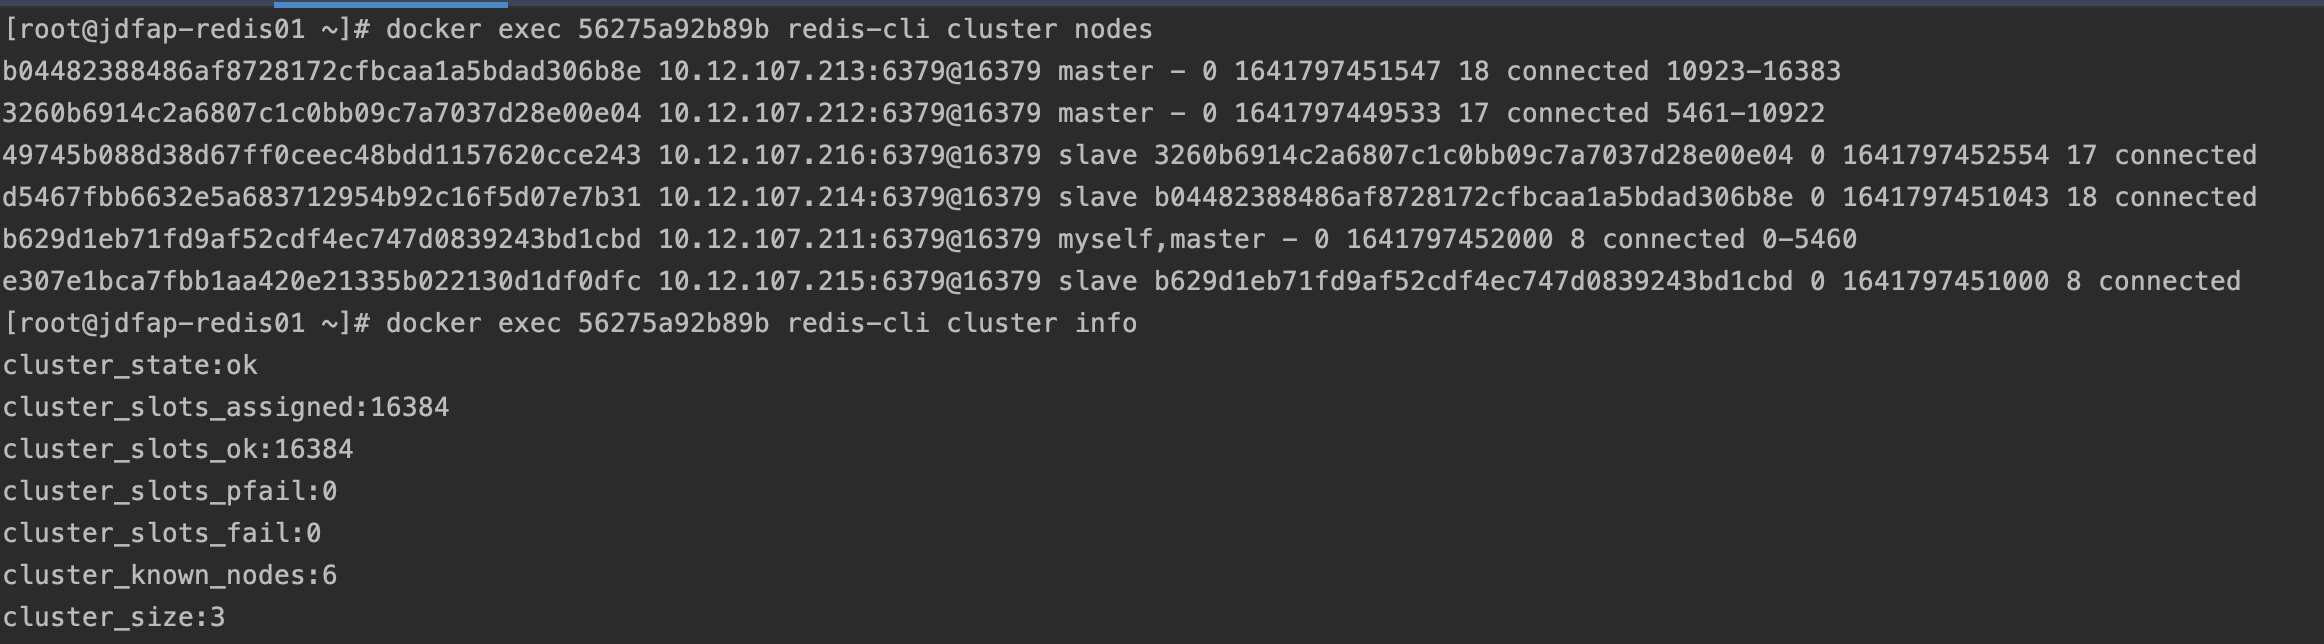 [root@jdfap-redis01 ~]# docker exec 56275a92b89b redis-cli cluster nodes
b04482388486af8728172cfbcaa1a5bdad306b8e 10.12.107.213:6379@16379 master - 0 1641797451547 18 connected 10923-16383
3260b6914c2a6807c1c0bb09c7a7037d28e00e04 10.12.107.212:6379@16379 master - 0 1641797449533 17 connected 5461-10922
49745b088d38d67ff0ceec48bdd1157620cce243 10.12.107.216:6379@16379 slave 3260b6914c2a6807c1c0bb09c7a7037d28e00e04 0 1641797452554 17 connected
d5467fbb6632e5a683712954b92c16f5d07e7b31 10.12.107.214:6379@16379 slave b04482388486af8728172cfbcaa1a5bdad306b8e 0 1641797451043 18 connected
b629d1eb71fd9af52cdf4ec747d0839243bd1cbd 10.12.107.211:6379@16379 myself,master - 0 1641797452000 8 connected 0-5460
e307e1bca7fbb1aa420e21335b022130d1df0dfc 10.12.107.215:6379@16379 slave b629d1eb71fd9af52cdf4ec747d0839243bd1cbd 0 1641797451000 8 connected
[root@jdfap-redis01 ~]# docker exec 56275a92b89b redis-cli cluster info
cluster_state:ok
cluster_slots_assigned:16384
cluster_slots_ok:16384
cluster_slots_pfail:0
cluster_slots_fail:0
cluster_known_nodes:6
cluster_size:3